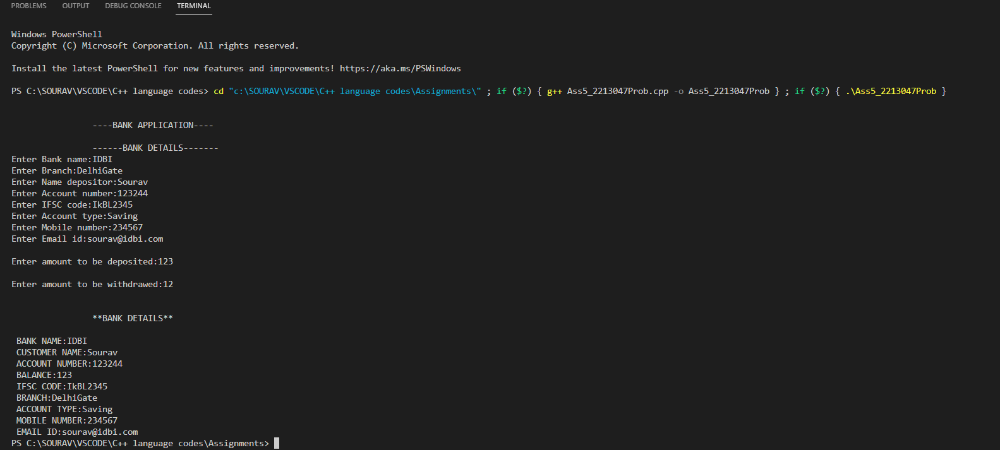 PROBLEMS OUTPUT DEBUG CONSOLE TERMINAL
Windows PowerShell
Copyright (C) Microsoft Corporation. All rights reserved.
Install the latest PowerShell for new features and improvements! https://aka.ms/PSWindows
PS C:\SOURAV\VSCODE\C++ language codes> cd "c:\SOURAV\VSCODE\C++ language codes\Assignments\" ; if ($?) { g++ Ass5_2213047Prob.cpp -o Ass5_2213047Prob } ; if ($?) { .\Ass5_2213047Prob }
----BANK APPLICATION----
------BANK DETAILS-------
Enter Bank name:IDBI
Enter Branch:DelhiGate
Enter Name depositor:Sourav
Enter Account number:123244
Enter IFSC code:IkBL2345
Enter Account type:Saving
Enter Mobile number:234567
Enter Email id:sourav@idbi.com
Enter amount to be deposited:123
Enter amount to be withdrawed:12
**BANK DETAILS**
BANK NAME:IDBI
CUSTOMER NAME:Sourav
ACCOUNT NUMBER:123244
BALANCE:123
IFSC CODE:IkBL2345
BRANCH:DelhiGate
ACCOUNT TYPE:Saving
MOBILE NUMBER:234567
EMAIL ID:sourav@idbi.com
PS C:\SOURAV\VSCODE\C++ language codes\Assignments>